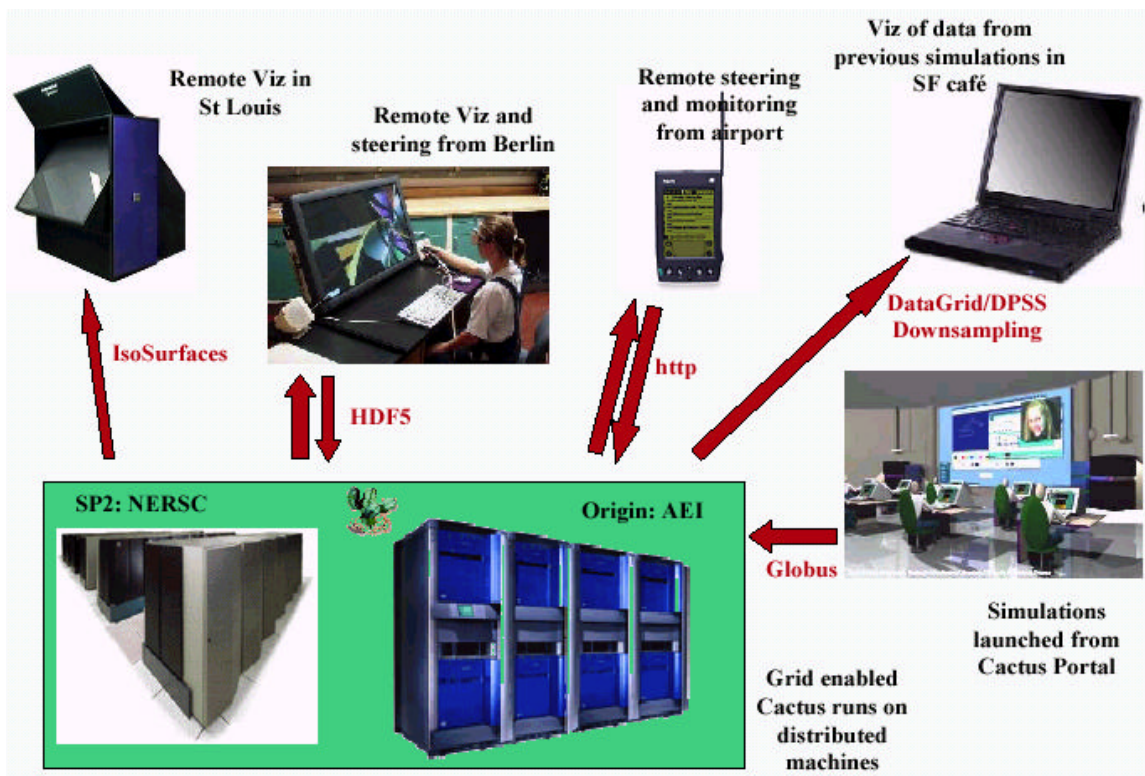 Remote Viz in
St Louis
Remote Viz and
steering from Berlin
Remote steering
and monitoring
from airport
Viz of data from
previous simulations in
SF café
IsoSurfaces
HDF5
http
DataGrid/DPSS
Downsampling
SP2: NERSC
Origin: AEI
Globus
Simulations
launched from
Cactus Portal
Grid enabled
Cactus runs on
distributed
machines